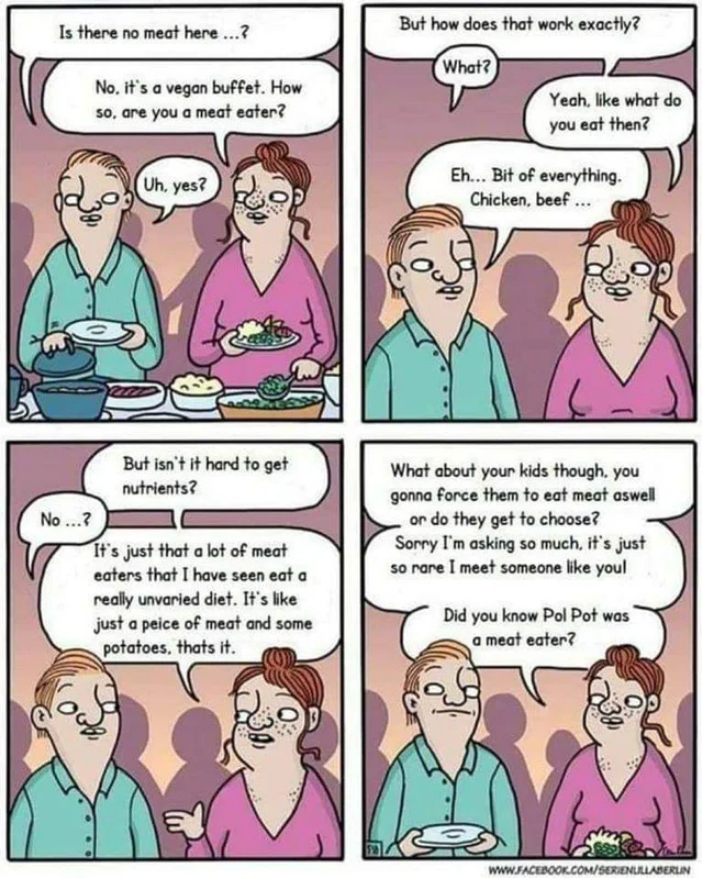 Is there no meat here ...?
No, it's a vegan buffet. How
so, are you a meat eater?
Uh, yes?
But how does that work exactly?
What?
Yeah, like what do
you eat then?
Eh... Bit of everything.
Chicken, beef ...
But isn't it hard to get
nutrients?
No ...?
It's just that a lot of meat
eaters that I have seen eat a
really unvaried diet. It's like
just a peice of meat and some
potatoes, thats it.
What about your kids though, you
gonna force them to eat meat aswell
or do they get to choose?
Sorry I'm asking so much, it's just
so rare I meet someone like you!
Did you know Pol Pot was
a meat eater?
WWW.FACEBOOK.COM/SERIENLILLABERLIN